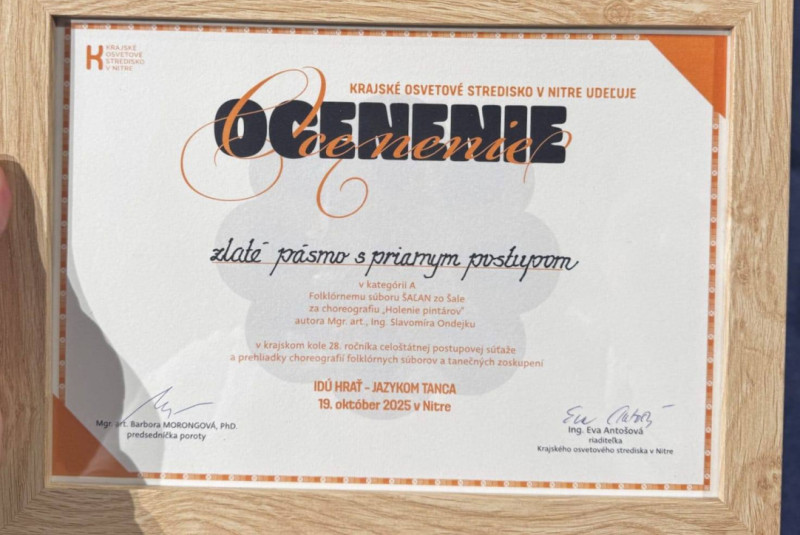 KRAJSKÉ
OSVETOVÉ
STREDISKO
V NITRE
KRAJSKÉ OSVETOVÉ STREDISKO V NITRE UDEĽUJE
OCENENIE
Ocenenie
zlaté pásmo s priamym postupom
v kategórii A
Folklórnemu súboru ŠAĽAN zo Šale
za choreografiu „Holenie pintárov"
autora Mgr. art., Ing. Slavomíra Ondejku
v krajskom kole 28. ročníka celoštátnej postupovej súťaže
a prehliadky choreografií folklórnych súborov a tanečných zoskupení
IDÚ HRAŤ - JAZYKOM TANCA
19. október 2025 v Nitre
Mgr. art. Barbora MORONGOVÁ, PhD.
predsedníčka poroty
Eva Antošová
Ing. Eva Antošová
riaditeľka
Krajského osvetového strediska v Nitre